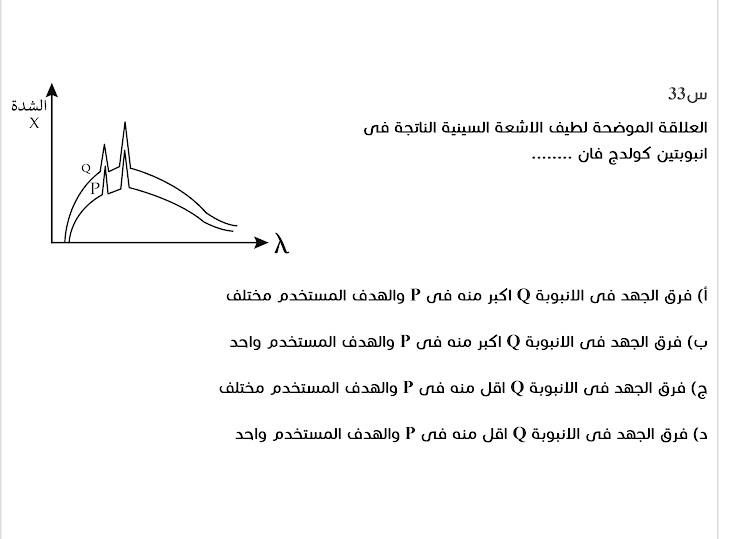 س33
العلاقة الموضحة لطيف الاشعة السينية الناتجة فى
انبوبتين كولدج فان ........
الشدة
X
Q
P
λ
أ) فرق الجهد فى الانبوبة Q اكبر منه فى P والهدف المستخدم مختلف
ب) فرق الجهد فى الانبوبة Q اكبر منه فى P والهدف المستخدم واحد
ج) فرق الجهد فى الانبوبة Q اقل منه فى P والهدف المستخدم مختلف
د) فرق الجهد فى الانبوبة Q اقل منه فى P والهدف المستخدم واحد